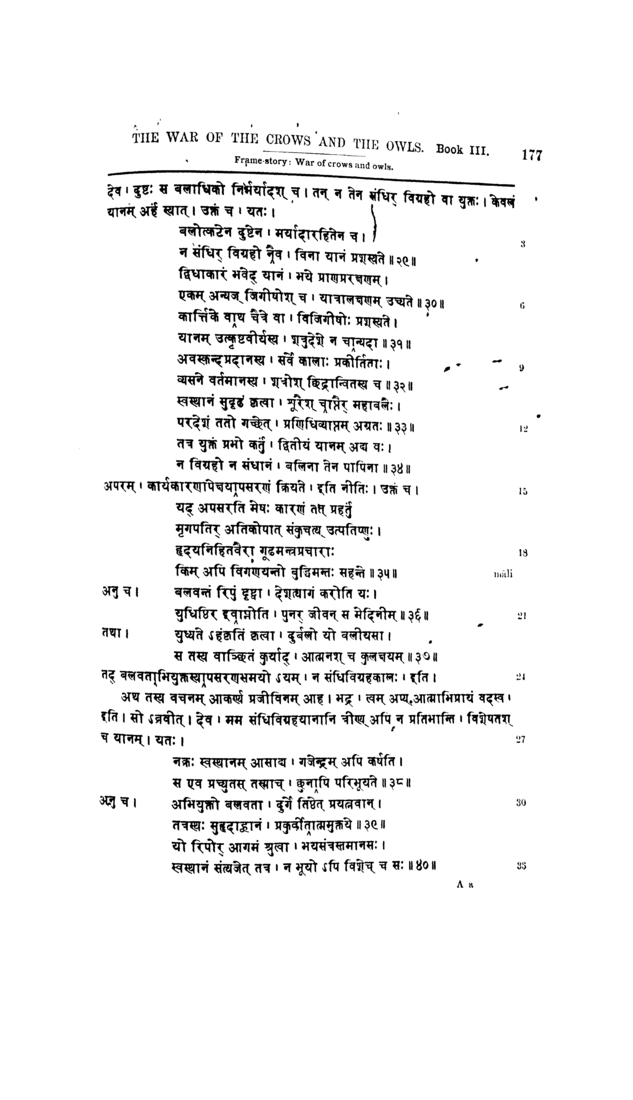 THE WAR OF THE CROWS AND THE OWLS. Book III. 177
Frame-story: War of crows and owls.
देव । दुष्टः स बलाधिको निर्मर्यादश् च । तन् न तेन संधिर् विग्रहो वा युक्तः । केवलं
यानम् अर्हं स्यात् । उक्तं च । यतः ।
बलोत्कटेन दुष्टेन । मर्यादारहितेन च ।
न संधिर् विग्रहो नैव । विना यानं प्रशस्यते ॥ २९ ॥ 3
द्विधाकारं भवेद् यानं । भये प्राणप्ररक्षणम् ।
एकम् अन्यज् जिगीषोश् च । यात्रालक्षणम् उच्यते ॥ ३० ॥ 6
कार्त्तिके वाथ चैत्रे वा । विजिगीषोः प्रशस्यते ।
यानम् उत्कृष्टवीर्यस्य । शत्रुदेशे न चान्यदा ॥ ३१ ॥
अवस्कन्दप्रदानस्य । सर्वे कालाः प्रकीर्तिताः । 9
व्यसने वर्तमानस्य । शत्रोश् छिद्रान्वितस्य च ॥ ३२ ॥
स्वस्थानं सुदृढं कृत्वा । शूरैश् चाप्तैर् महाबलैः ।
परदेशं ततो गच्छेत् । प्रणिधिव्याप्तम् अग्रतः ॥ ३३ ॥ 12
तत्र युक्तं प्रभो कर्तुं । द्वितीयं यानम् अद्य वः ।
न विग्रहो न संधानं । बलिना तेन पापिना ॥ ३४ ॥
अपरम् । कार्यकारणापेक्षयापसरणं क्रियते । इति नीतिः । उक्तं च । 15
यद् अपसरति मेषः कारणं तत् प्रहर्तुं
मृगपतिर् अतिकोपात् संकुचत्य् उत्पतिष्णुः ।
हृदयनिहितवैरा गूढमन्त्रप्रचाराः 18
किम् अपि विगणयन्तो बुद्धिमन्तः सहन्ते ॥ ३५ ॥ māli
अनु च । बलवन्तं रिपुं दृष्ट्वा । देशत्यागं करोति यः ।
युधिष्ठिर इवाप्नोति । पुनर् जीवन् स मेदिनीम् ॥ ३६ ॥ 21
तथा । युध्यते ऽहंकृतिं कृत्वा । दुर्बलो यो बलीयसा ।
स तस्य वाञ्छितं कुर्याद् । आत्मनश् च कुलक्षयम् ॥ ३७ ॥
तद् बलवताभियुक्तस्यापसरणसमयो ऽयम् । न संधिविग्रहकालः । इति । 24
अथ तस्य वचनम् आकर्ण्य प्रजीविनम् आह । भद्र । त्वम् अप्य् आत्माभिप्रायं वदस्व ।
इति । सो ऽब्रवीत् । देव । मम संधिविग्रहयानानि त्रीण्य् अपि न प्रतिभान्ति । विशेषतश्
च यानम् । यतः । 27
नक्रः स्वस्थानम् आसाद्य । गजेन्द्रम् अपि कर्षति ।
स एव प्रच्युतस् तस्माच् । छुनापि परिभूयते ॥ ३८ ॥
अनु च । अभियुक्तो बलवता । दुर्गे तिष्ठेत् प्रयत्नवान् । 30
तत्रस्थः सुहृदाह्वानं । प्रकुर्वीतात्ममुक्तये ॥ ३९ ॥
यो रिपोर् आगमं श्रुत्वा । भयसंत्रस्तमानसः ।
स्वस्थानं संत्यजेत् तत्र । न भूयो ऽपि विशेच् च सः ॥ ४० ॥ 33